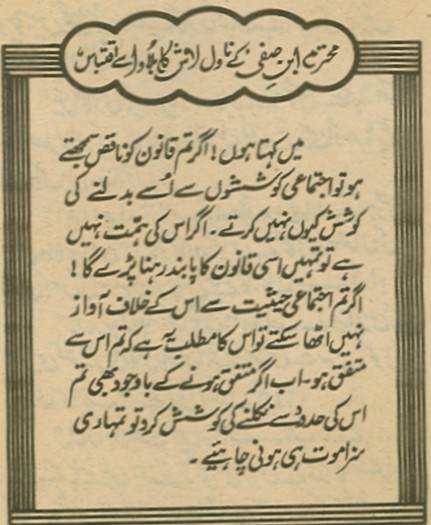 محترم ابن صفی کے ناول لاش کا بلاوا سے اقتباس
میں کہتا ہوں! اگر تم قانون کو ناقص سمجھتے
ہو تو اجتماعی کوششوں سے اُسے بدلنے کی
کوشش کیوں نہیں کرتے۔ اگر اس کی ہمّت نہیں
ہے تو تمہیں اسی قانون کا پابند رہنا پڑے گا!
اگر تم اجتماعی حیثیت سے اس کے خلاف آواز
نہیں اٹھا سکتے تو اس کا مطلب یہ ہے کہ تم اس سے
متفق ہو۔ اب اگر متفق ہونے کے باوجود بھی تم
اس کی حدود سے نکلنے کی کوشش کرو تو تمہاری
سزا موت ہی ہونی چاہیئے۔